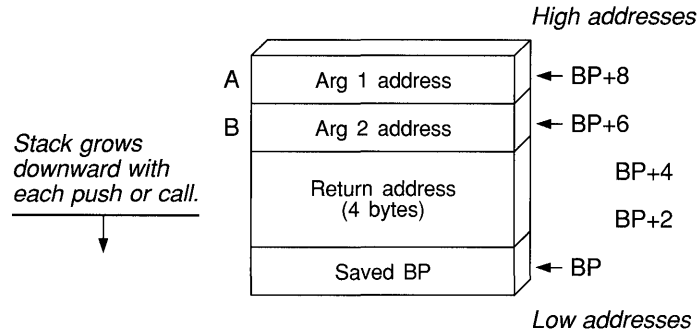 High addresses
A Arg 1 address BP+8
B Arg 2 address BP+6
Stack grows
downward with
each push or call.
Return address
(4 bytes)
BP+4
BP+2
Saved BP BP
Low addresses